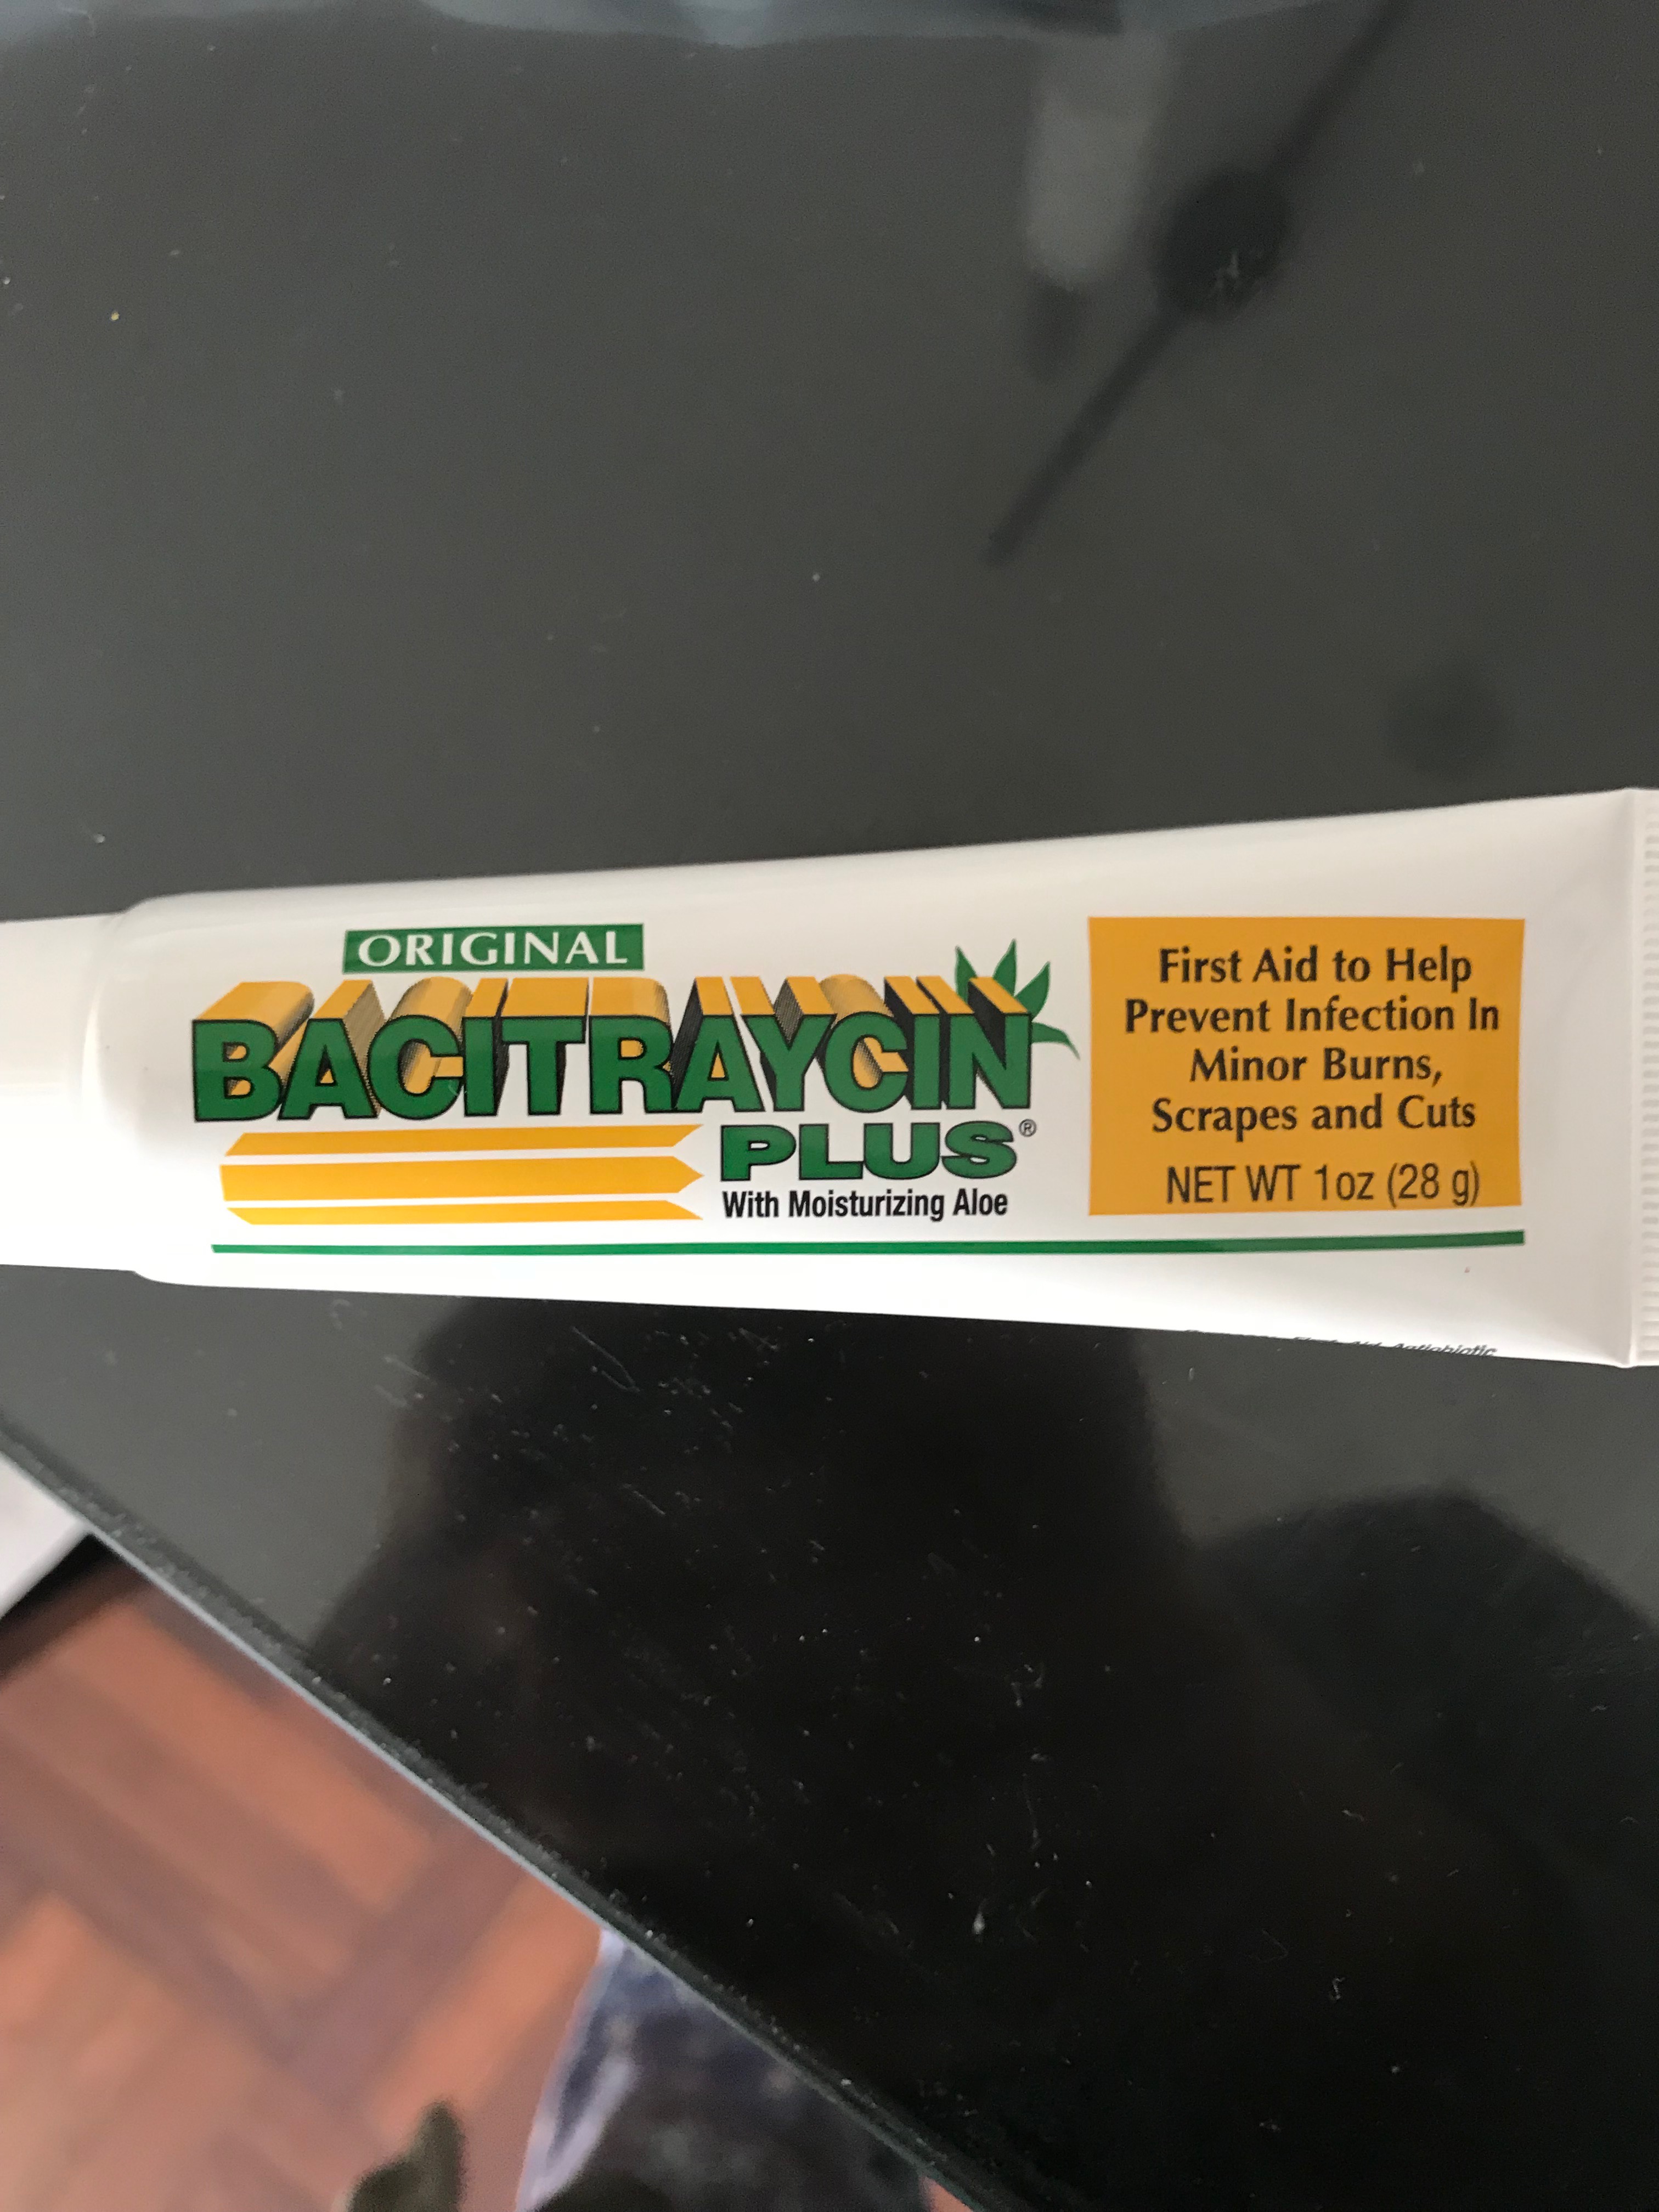 ORIGINAL
BACITRAYCIN
PLUS®
With Moisturizing Aloe
First Aid to Help
Prevent Infection In
Minor Burns,
Scrapes and Cuts
NET WT 1oz (28 g)
Antiobiotic